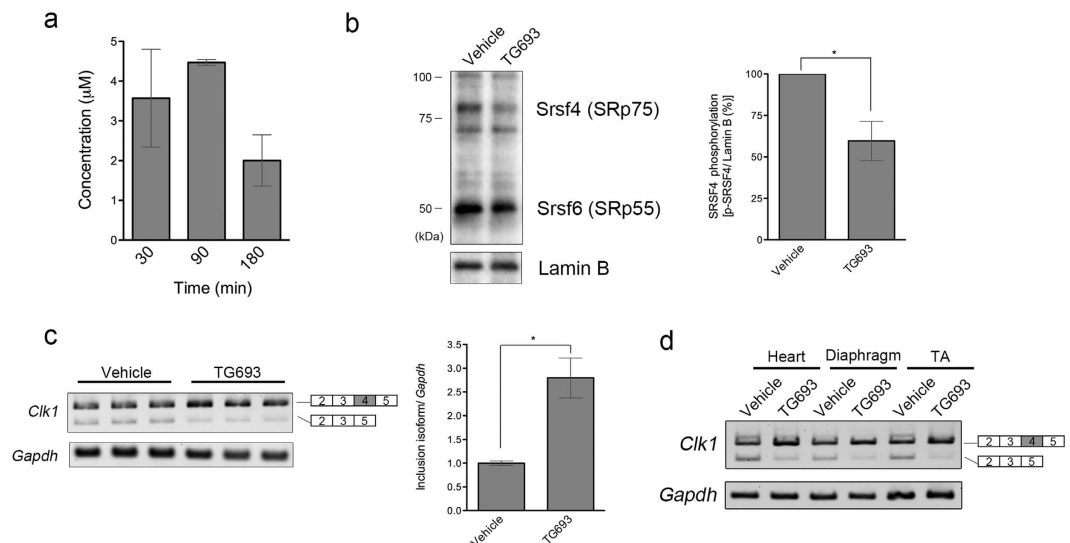 a
5
4
3
2
1
0
Concentration (μM)
30
90
180
Time (min)
b
Vehicle
TG693
100
75
50
(kDa)
Srsf4 (SRp75)
Srsf6 (SRp55)
Lamin B
*
100
75
50
25
0
SRSF4 phosphorylation
[p-SRSF4/ Lamin B (%)]
Vehicle
TG693
c
Vehicle
TG693
Clk1
2 3 4 5
2 3 5
Gapdh
*
3.5
3.0
2.5
2.0
1.5
1.0
0.5
0.0
Inclusion isoform/ Gapdh
Vehicle
TG693
d
Heart
Diaphragm
TA
Vehicle
TG693
Vehicle
TG693
Vehicle
TG693
Clk1
2 3 4 5
2 3 5
Gapdh